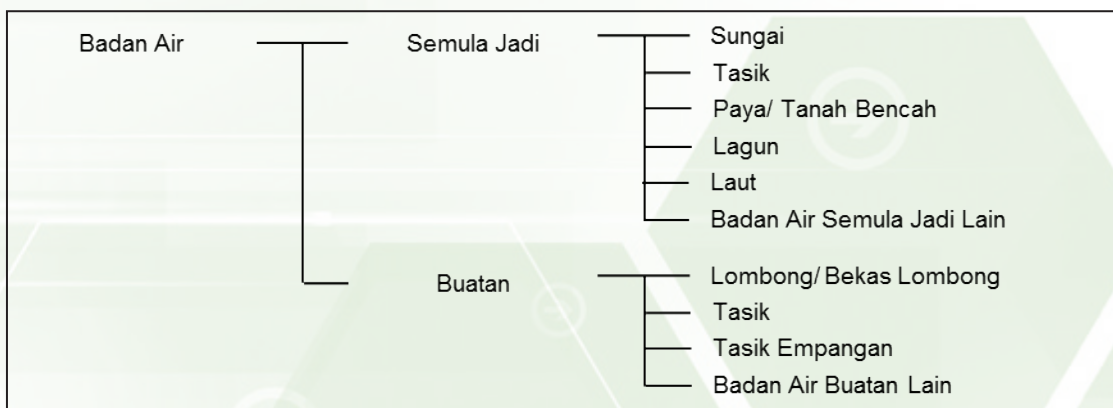 Badan Air
Semula Jadi
Sungai
Tasik
Paya/ Tanah Bencah
Lagun
Laut
Badan Air Semula Jadi Lain
Buatan
Lombong/ Bekas Lombong
Tasik
Tasik Empangan
Badan Air Buatan Lain